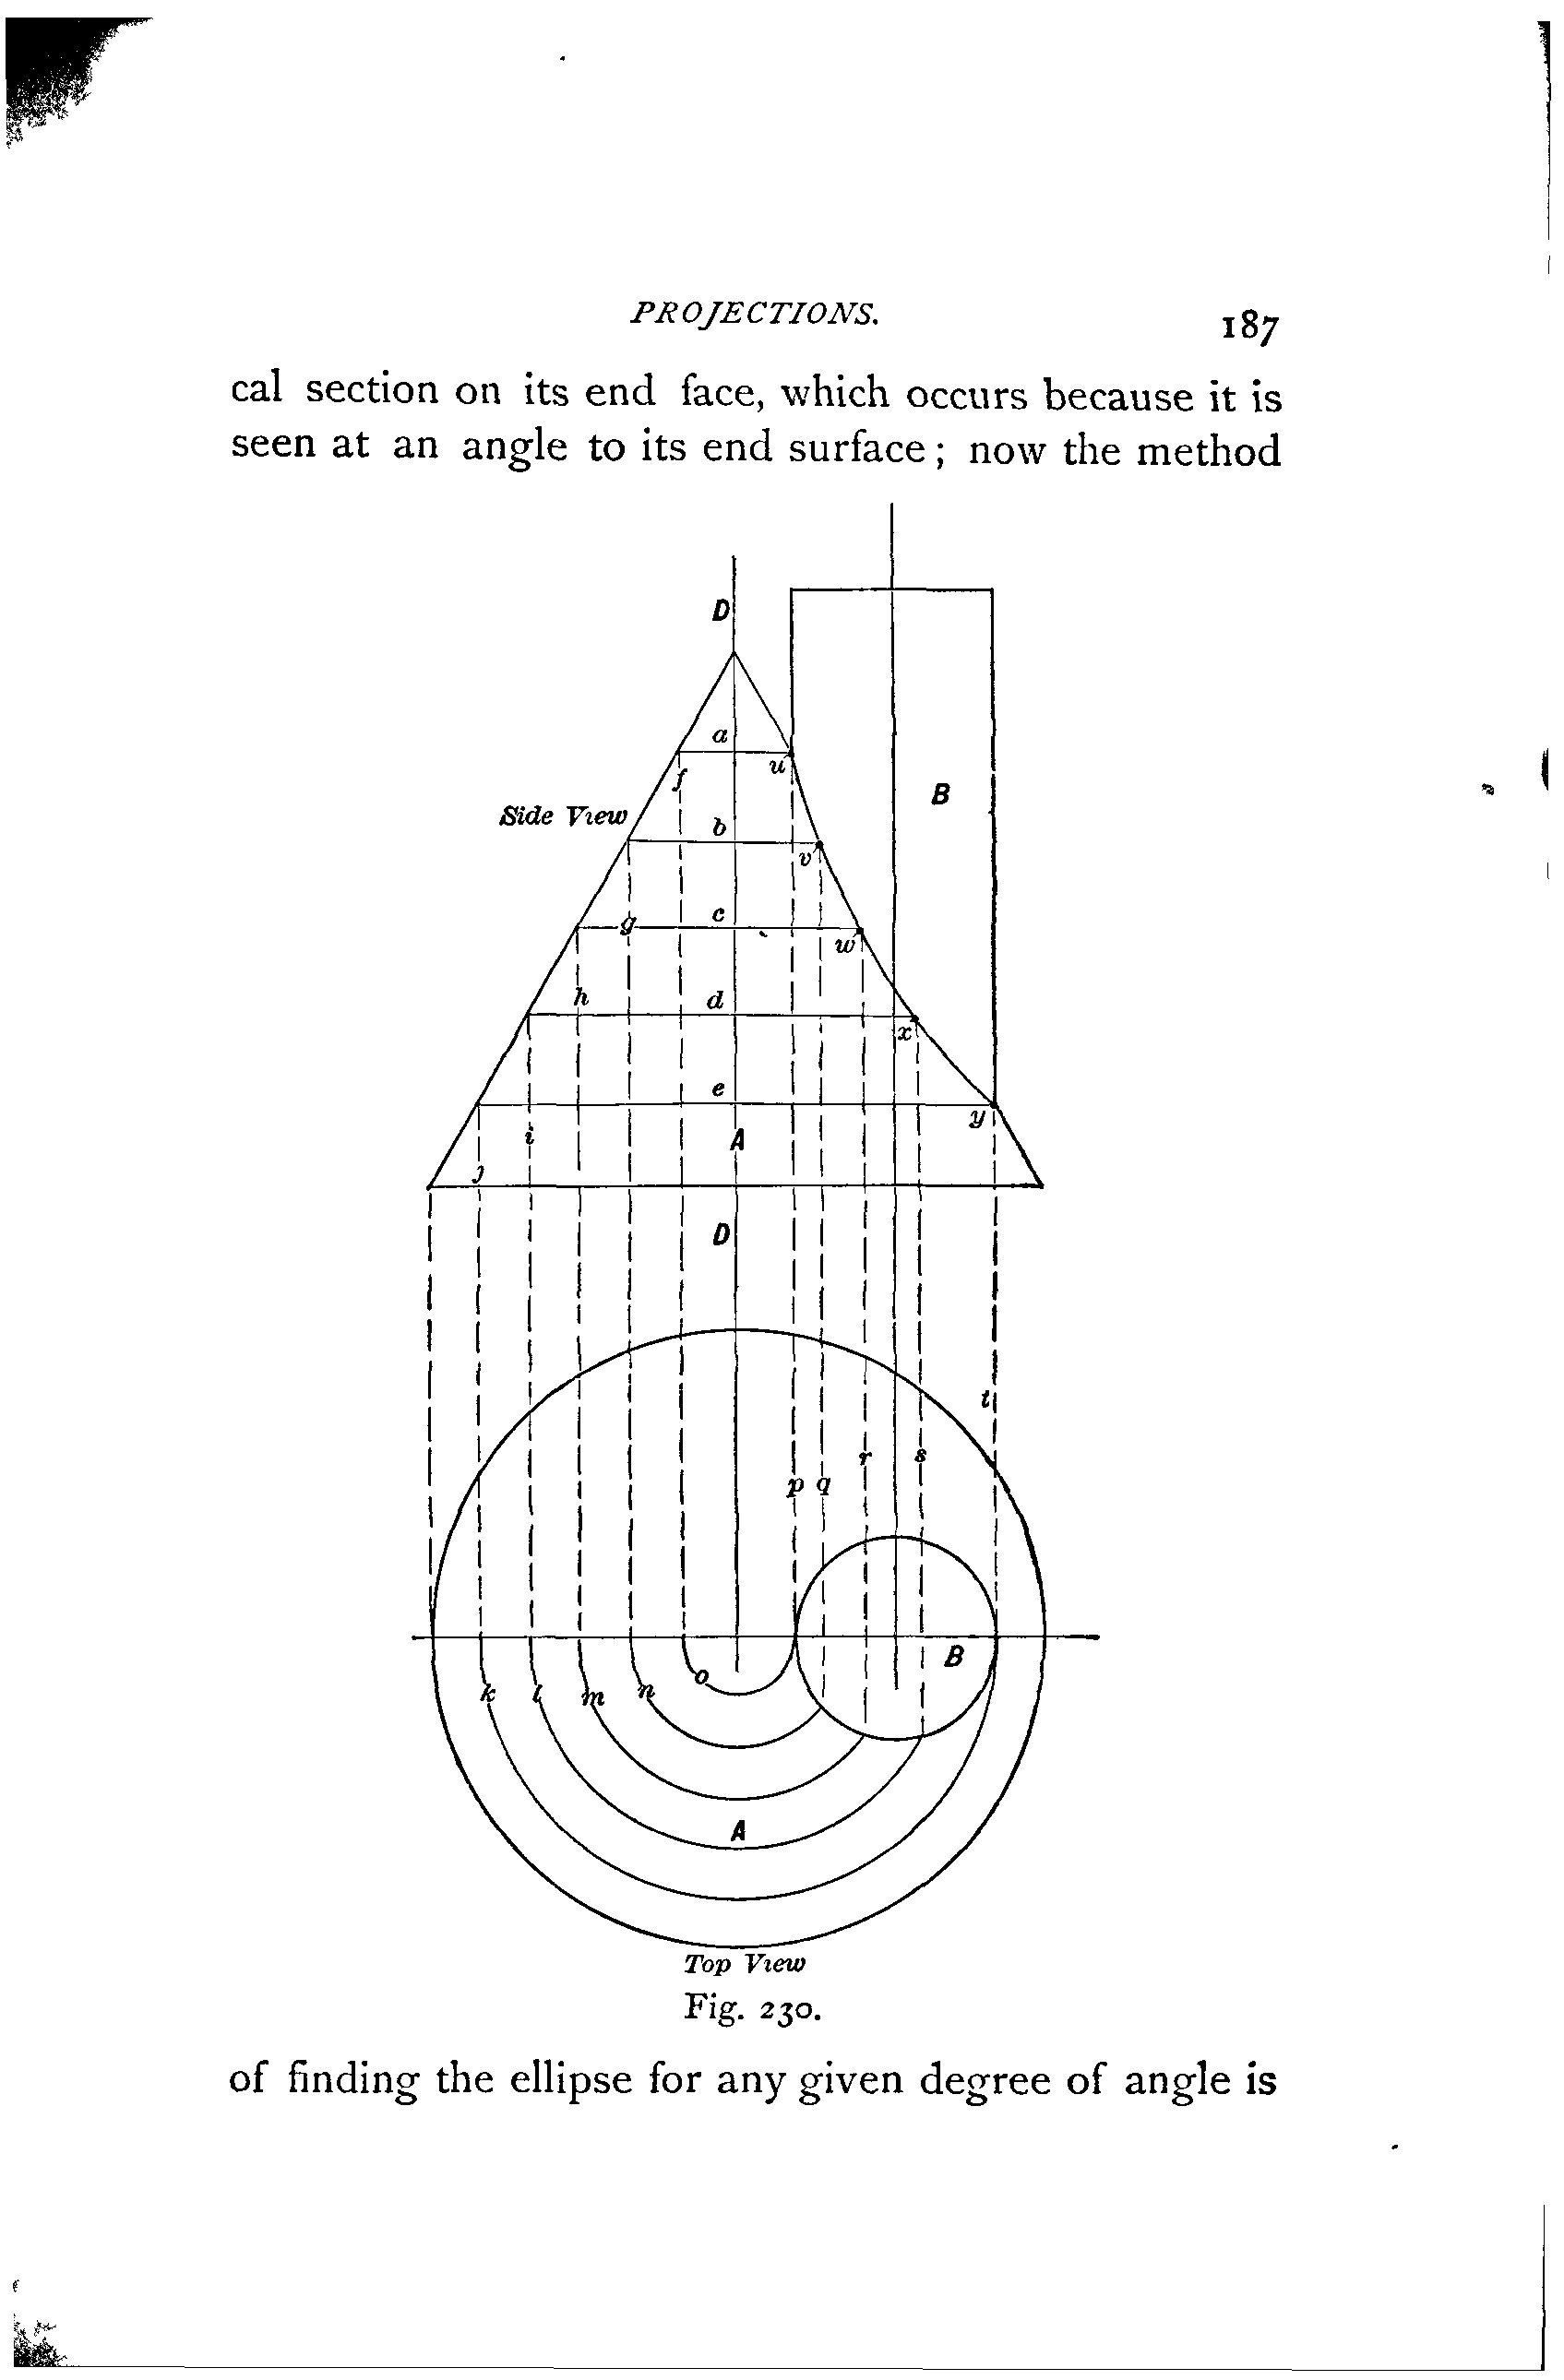 PROJECTIONS.
187
cal section on its end face, which occurs because it is
seen at an angle to its end surface; now the method
D
a
u
f
B
Side View
b
v
g
c
w
h
d
x
e
y
i
A
j
D
t
r
s
p
q
B
o
k
l
m
n
A
Top View
Fig. 230.
of finding the ellipse for any given degree of angle is